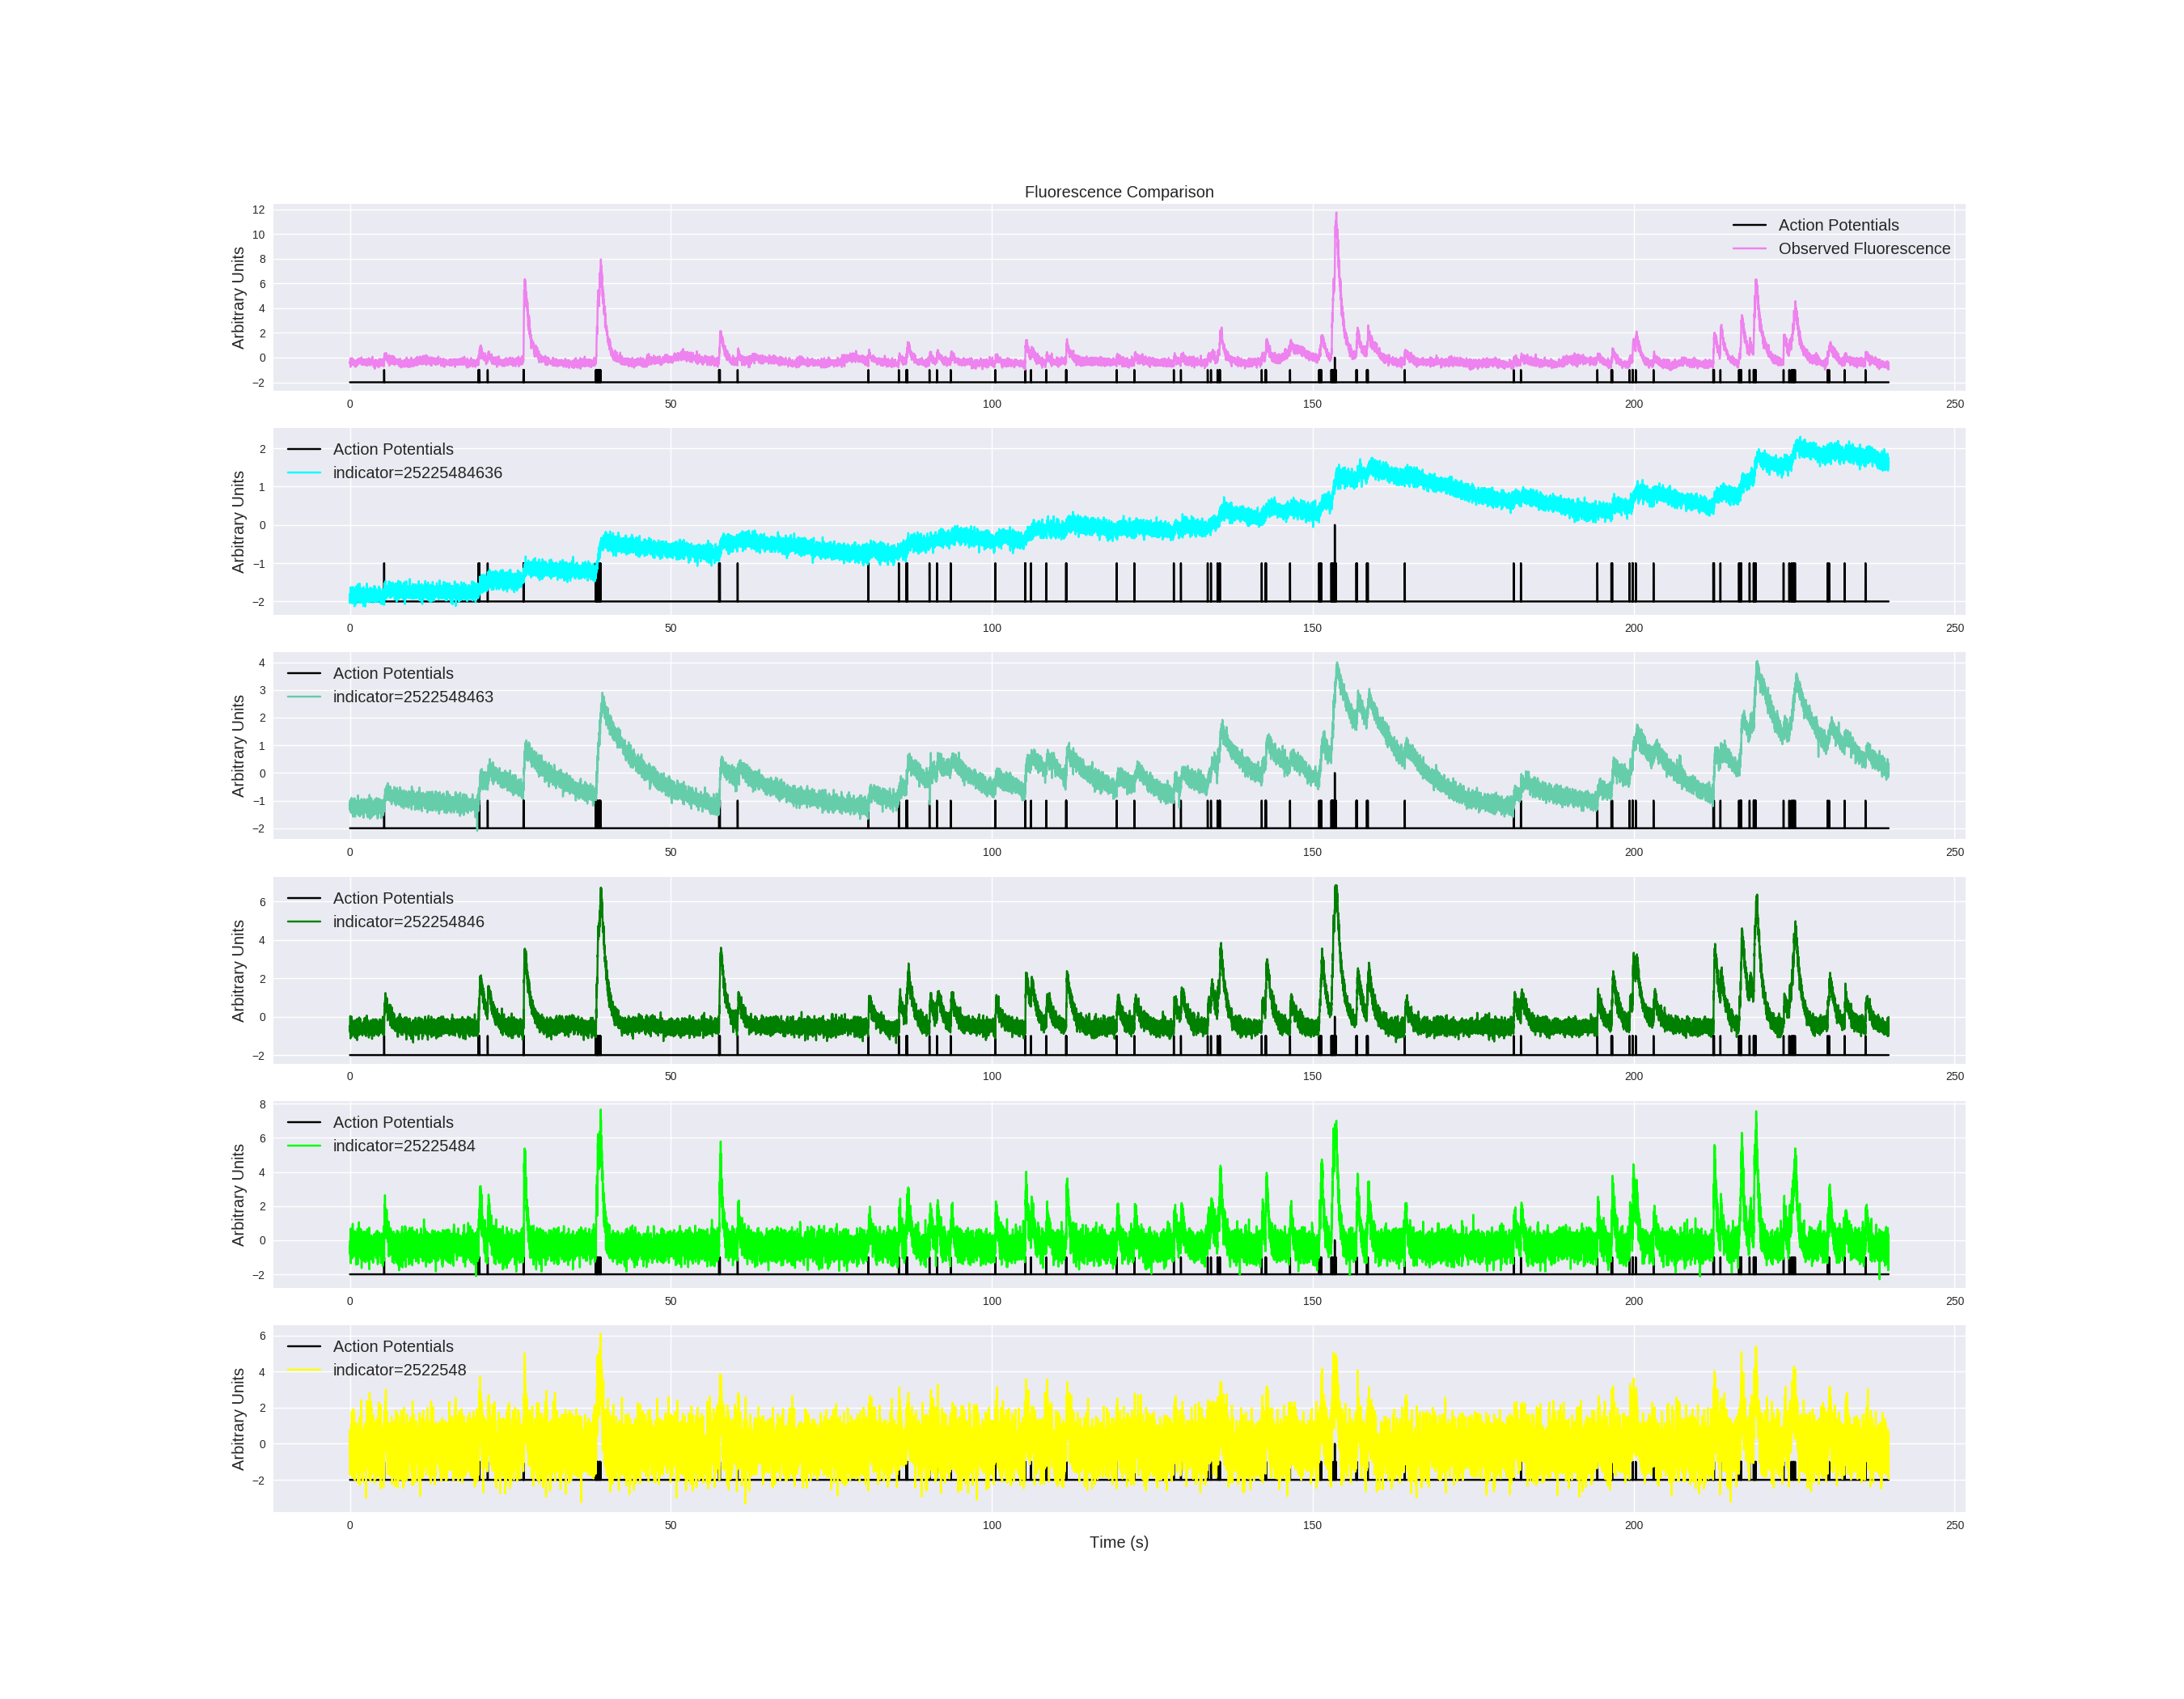 Fluorescence Comparison
12
10
8
6
4
2
0
−2
Arbitrary Units
Action Potentials
Observed Fluorescence
0 50 100 150 200 250
2
1
0
−1
−2
Arbitrary Units
Action Potentials
indicator=25225484636
0 50 100 150 200 250
4
3
2
1
0
−1
−2
Arbitrary Units
Action Potentials
indicator=2522548463
0 50 100 150 200 250
6
4
2
0
−2
Arbitrary Units
Action Potentials
indicator=252254846
0 50 100 150 200 250
8
6
4
2
0
−2
Arbitrary Units
Action Potentials
indicator=25225484
0 50 100 150 200 250
6
4
2
0
−2
Arbitrary Units
Action Potentials
indicator=2522548
0 50 100 150 200 250
Time (s)